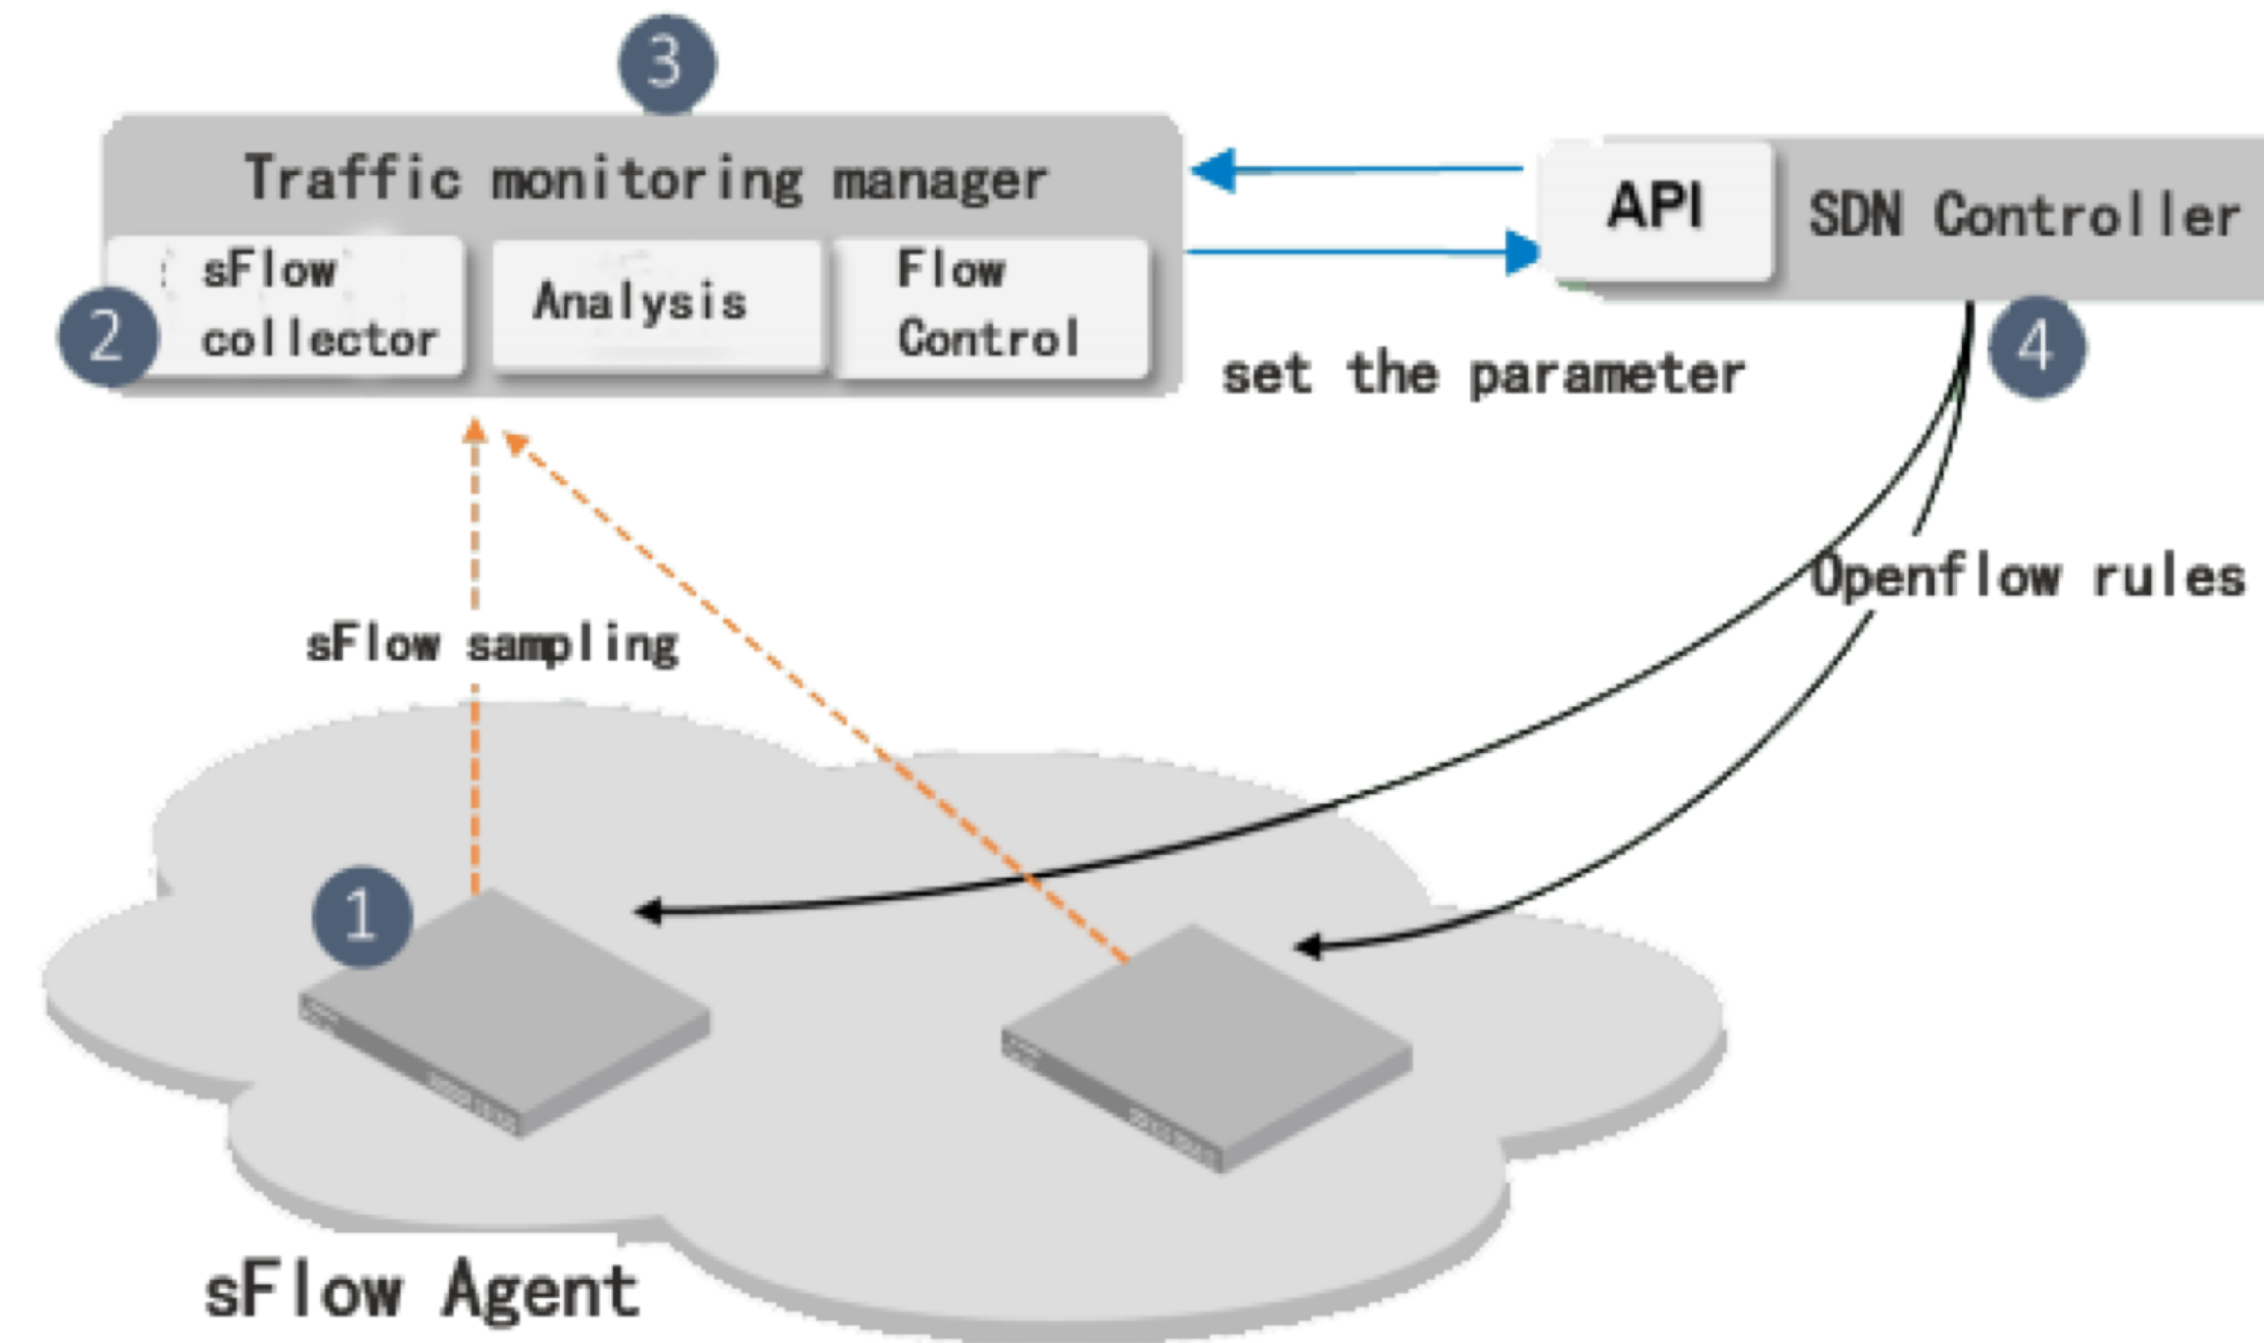 3
Traffic monitoring manager
sFlow
collector
Analysis
Flow
Control
2
API
SDN Controller
4
set the parameter
Openflow rules
sFlow sampling
1
sFlow Agent